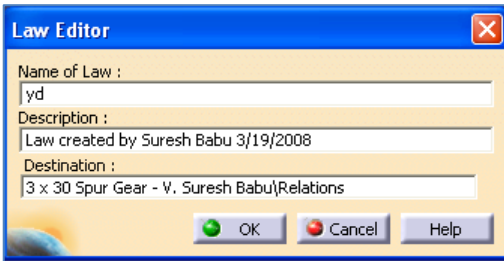 Law Editor
Name of Law :
yd
Description :
Law created by Suresh Babu 3/19/2008
Destination :
3 x 30 Spur Gear - V. Suresh Babu\Relations
OK Cancel Help